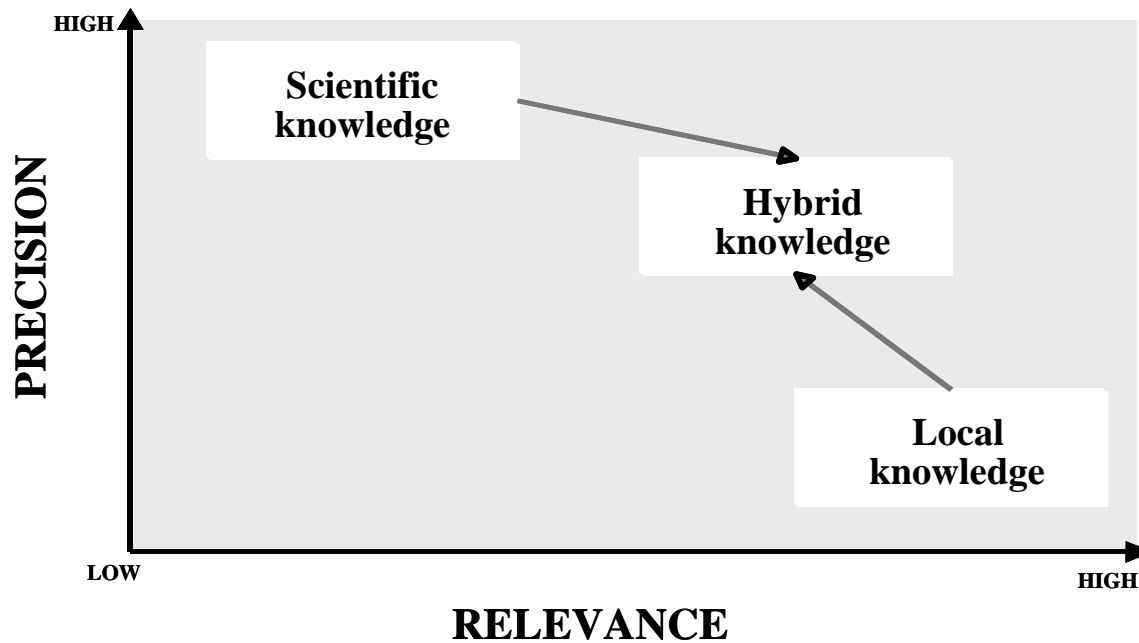 HIGH
Scientific
knowledge
Hybrid
knowledge
PRECISION
Local
knowledge
LOW
HIGH
RELEVANCE